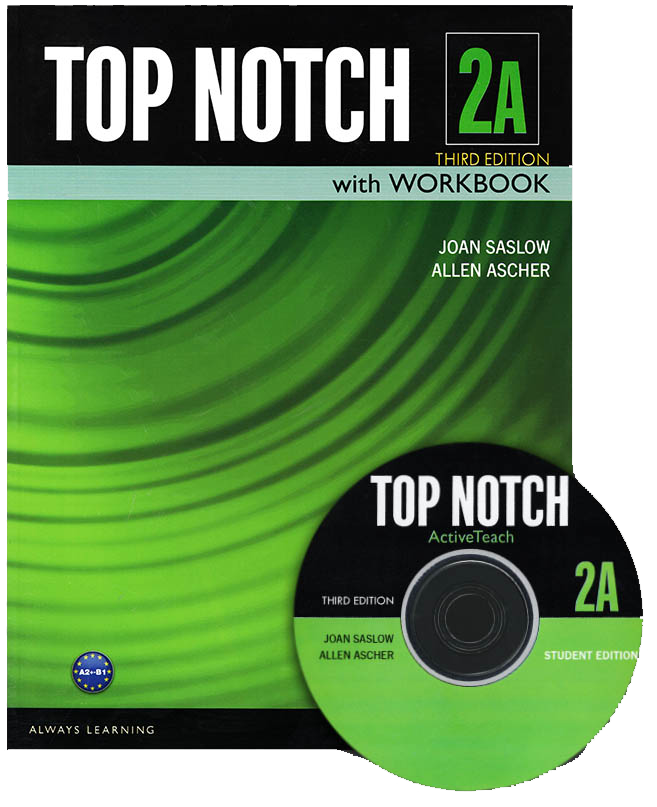 TOP NOTCH 2A
THIRD EDITION
with WORKBOOK
JOAN SASLOW
ALLEN ASCHER
A2–B1
ALWAYS LEARNING
TOP NOTCH
ActiveTeach
THIRD EDITION
2A
JOAN SASLOW
ALLEN ASCHER
STUDENT EDITION